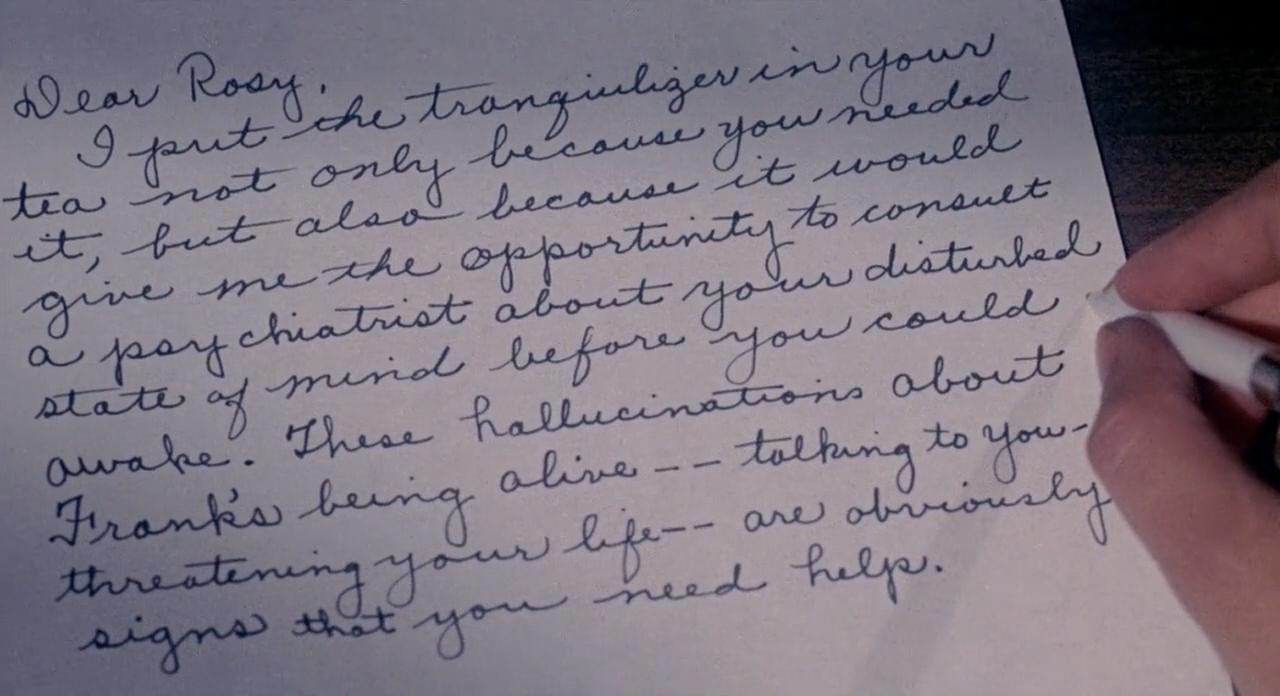 Dear Rosy,
I put the tranqiulizer in your
tea not only because you needed
it, but also because it would
give me the opportunity to consult
a psychiatrist about your disturbed
state of mind before you could
awake. These hallucinations about
Frank's being alive -- talking to you-
threatening your life-- are obviously
signs that you need help.